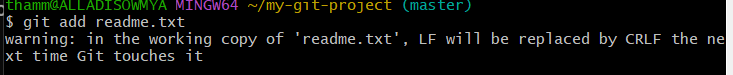 thamm@ALLADISOWMYA MINGW64 ~/my-git-project (master)
$ git add readme.txt
warning: in the working copy of 'readme.txt', LF will be replaced by CRLF the ne
xt time Git touches it